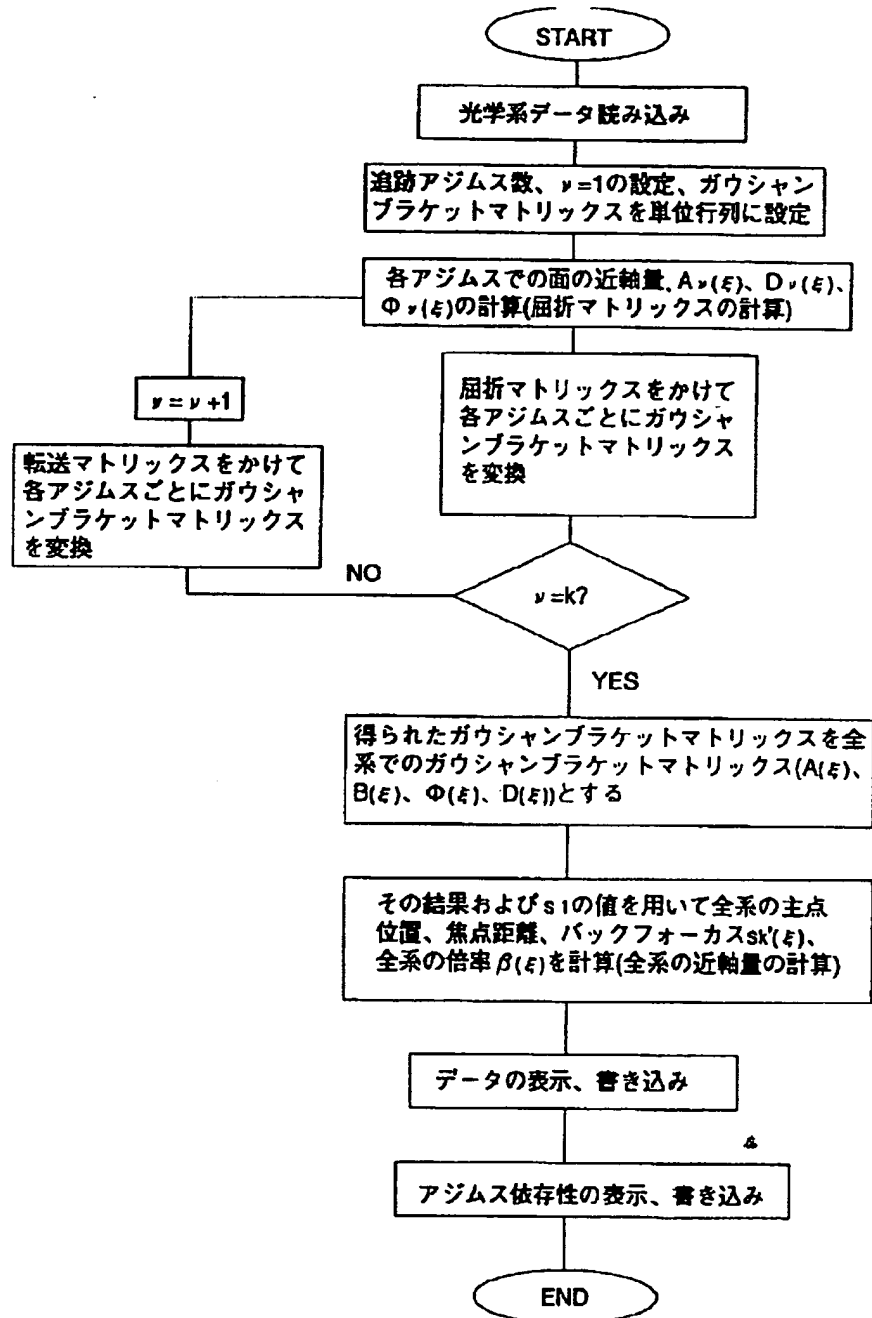 START
光学系データ読み込み
追跡アジムス数、ν=1の設定、ガウシャン
ブラケットマトリックスを単位行列に設定
各アジムスでの面の近軸量、Aν(ξ)、Dν(ξ)、
Φν(ξ)の計算(屈折マトリックスの計算)
屈折マトリックスをかけて
各アジムスごとにガウシャ
ンブラケットマトリックス
を変換
ν=ν+1
転送マトリックスをかけて
各アジムスごとにガウシャ
ンブラケットマトリックス
を変換
NO
ν=k?
YES
得られたガウシャンブラケットマトリックスを全
系でのガウシャンブラケットマトリックス(A(ξ)、
B(ξ)、Φ(ξ)、D(ξ))とする
その結果およびs1の値を用いて全系の主点
位置、焦点距離、バックフォーカスsk'(ξ)、
全系の倍率β(ξ)を計算(全系の近軸量の計算)
データの表示、書き込み
アジムス依存性の表示、書き込み
END